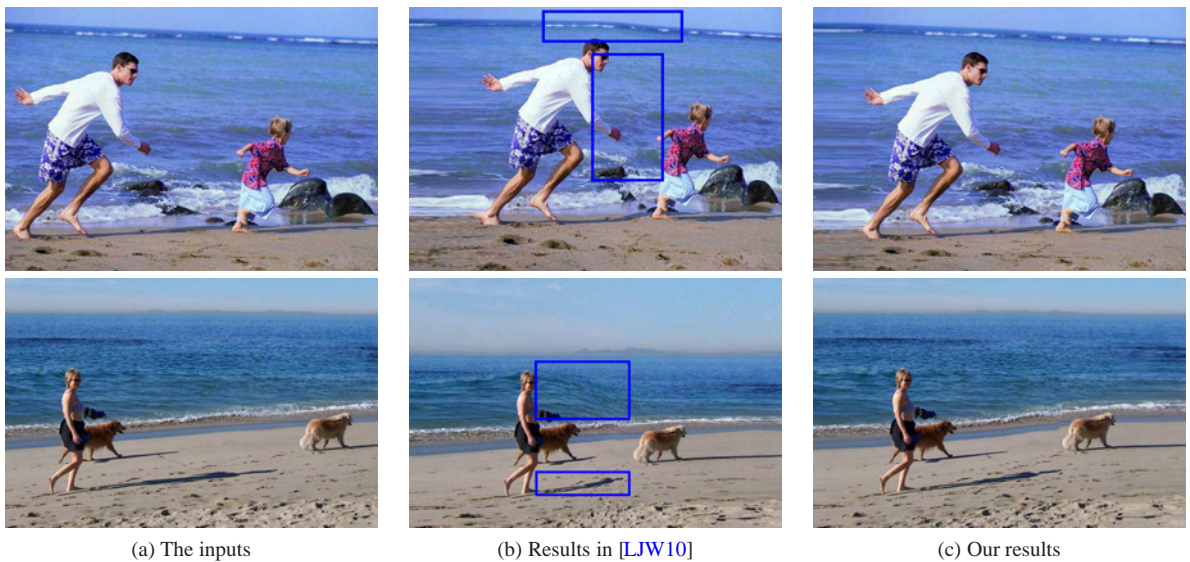 (a) The inputs
(b) Results in [LJW10]
(c) Our results